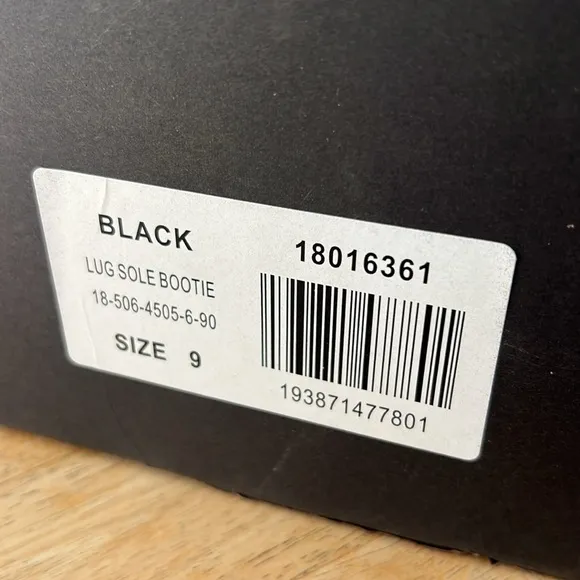 BLACK
LUG SOLE BOOTIE
18-506-4505-6-90
SIZE 9
18016361
193871477801